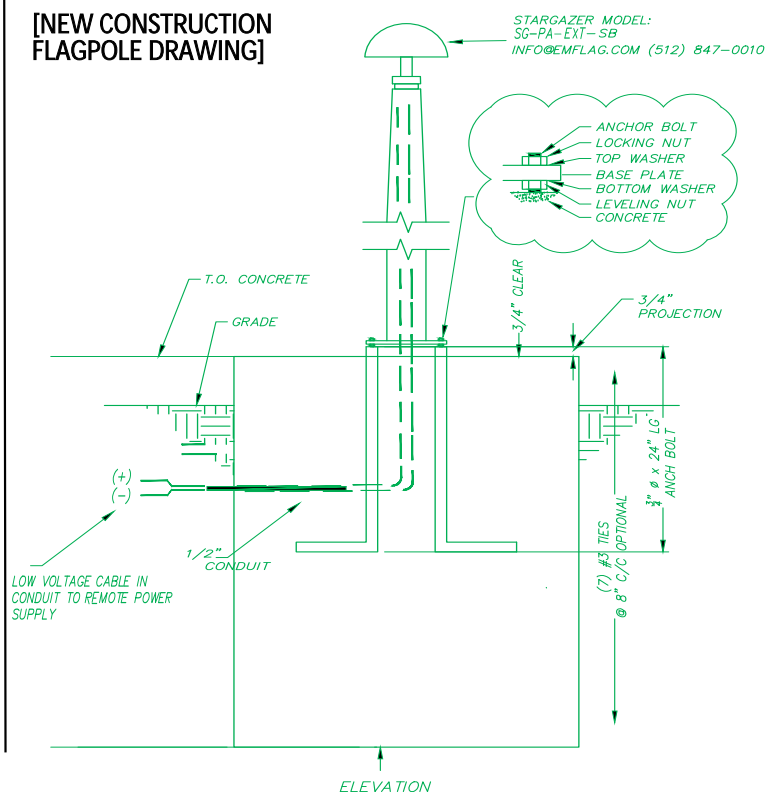 [NEW CONSTRUCTION
FLAGPOLE DRAWING]
STARGAZER MODEL:
SG-PA-EXT-SB
INFO@EMFLAG.COM (512) 847-0010
ANCHOR BOLT
LOCKING NUT
TOP WASHER
BASE PLATE
BOTTOM WASHER
LEVELING NUT
CONCRETE
T.O. CONCRETE
GRADE
3/4" CLEAR
3/4"
PROJECTION
3/4" ø x 24" LG
ANCH BOLT
(7) #3 TIES
@ 8" C/C OPTIONAL
(+)
(-)
1/2"
CONDUIT
LOW VOLTAGE CABLE IN
CONDUIT TO REMOTE POWER
SUPPLY
ELEVATION